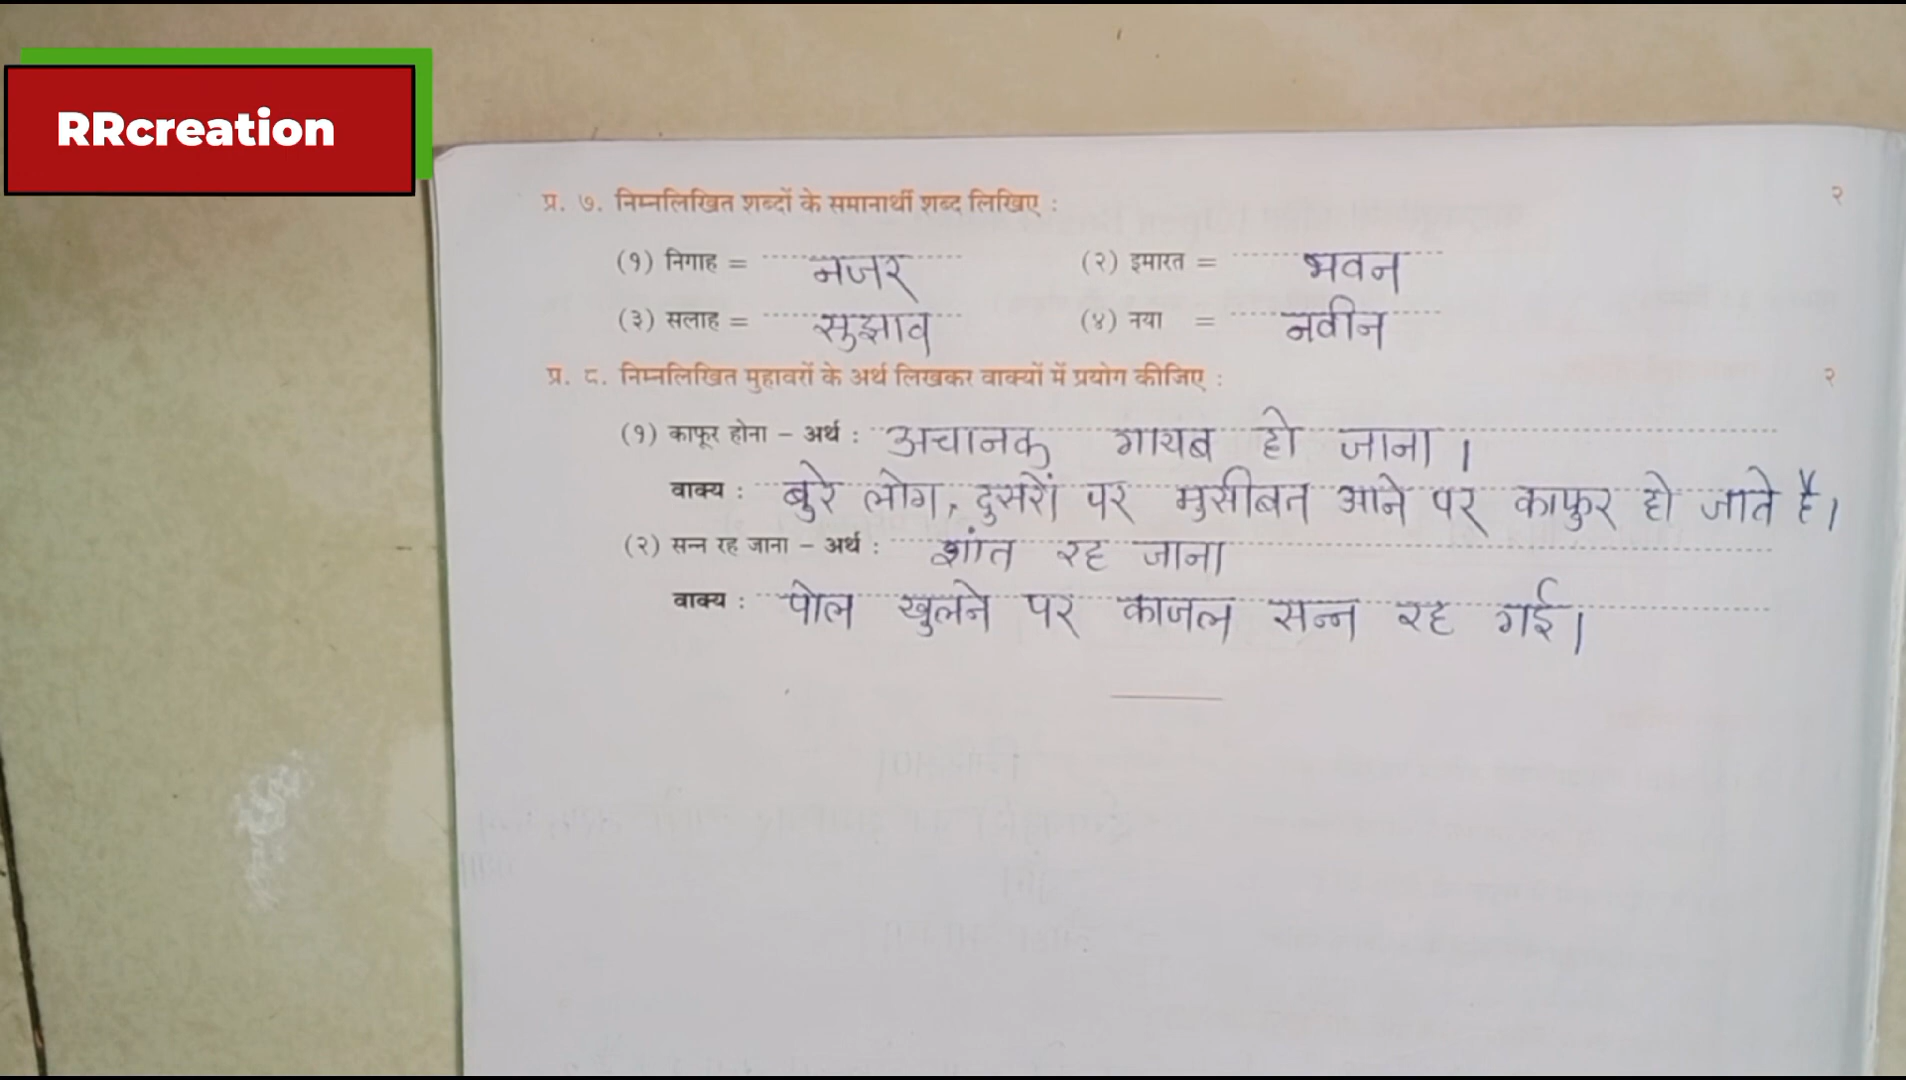 RRcreation
प्र. ७. निम्नलिखित शब्दों के समानार्थी शब्द लिखिए : २
(१) निगाह = नजर (२) इमारत = भवन
(३) सलाह = सुझाव (४) नया = नवीन
प्र. ८. निम्नलिखित मुहावरों के अर्थ लिखकर वाक्यों में प्रयोग कीजिए : २
(१) काफूर होना – अर्थ : अचानक गायब हो जाना ।
वाक्य : बुरे लोग, दुसरों पर मुसीबत आने पर काफुर हो जाते है।
(२) सन्न रह जाना – अर्थ : शांत रह जाना
वाक्य : पोल खुलने पर काजल सन्न रह गई।